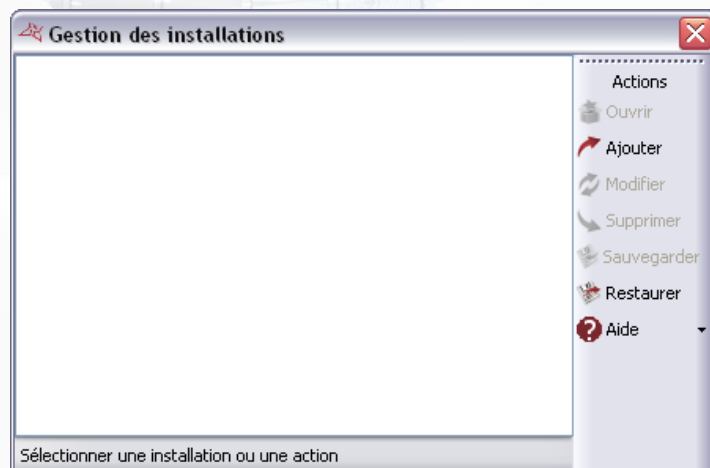 Gestion des installations
Actions
Ouvrir
Ajouter
Modifier
Supprimer
Sauvegarder
Restaurer
Aide
Sélectionner une installation ou une action